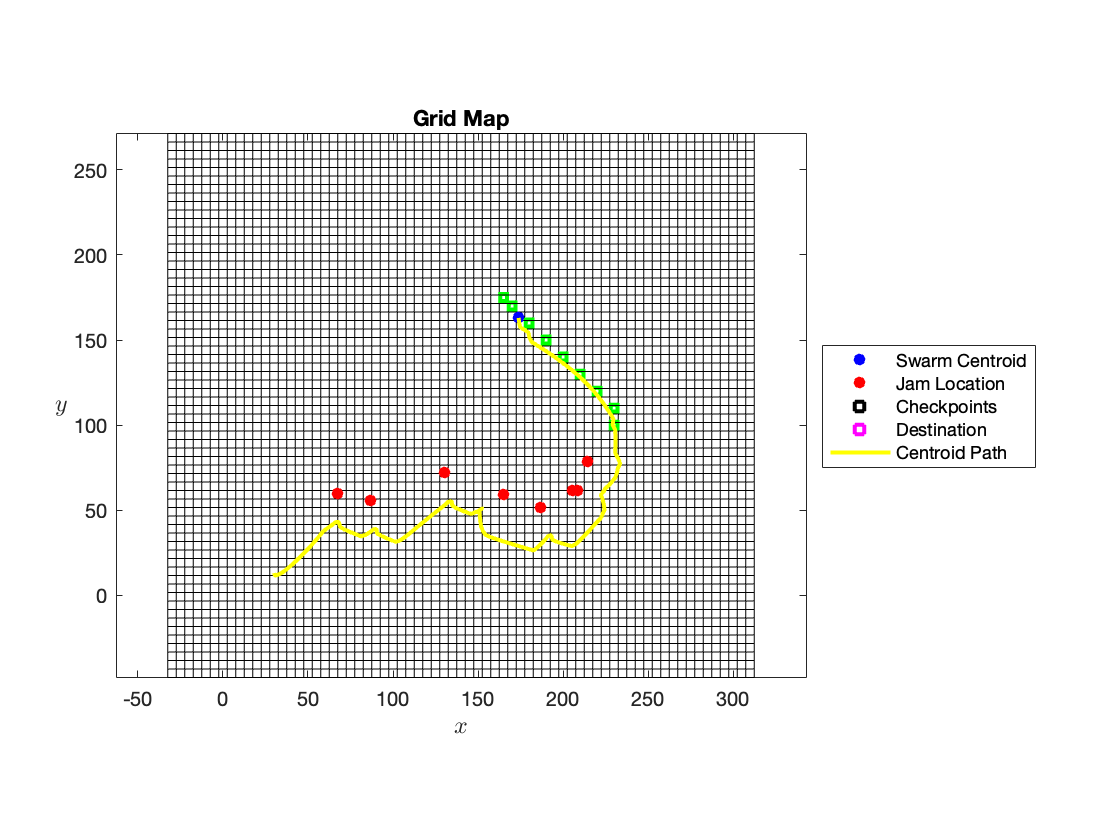 Grid Map
250
200
150
100
50
0
y
-50 0 50 100 150 200 250 300
x
Swarm Centroid
Jam Location
Checkpoints
Destination
Centroid Path